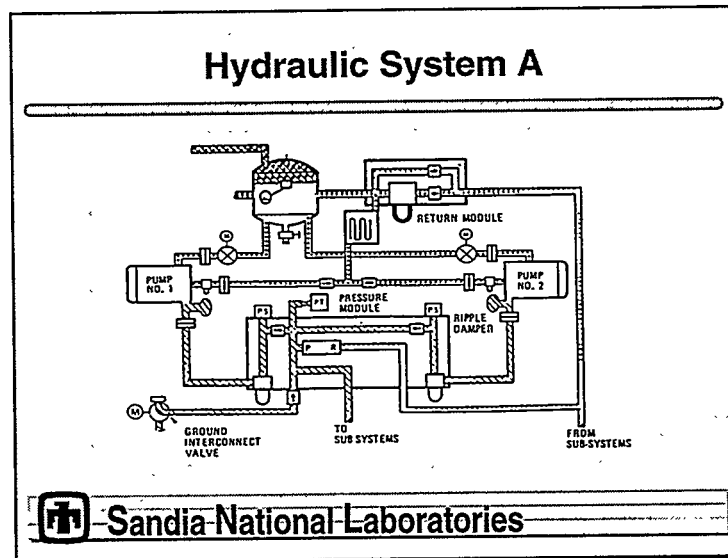 Hydraulic System A
RETURN MODULE
M
M
PUMP
NO. 1
PUMP
NO. 2
PT
PRESSURE
MODULE
PS
PS
RIPPLE
DAMPER
P R
M
GROUND
INTERCONNECT
VALVE
TO
SUB SYSTEMS
FROM
SUB-SYSTEMS
Sandia National Laboratories